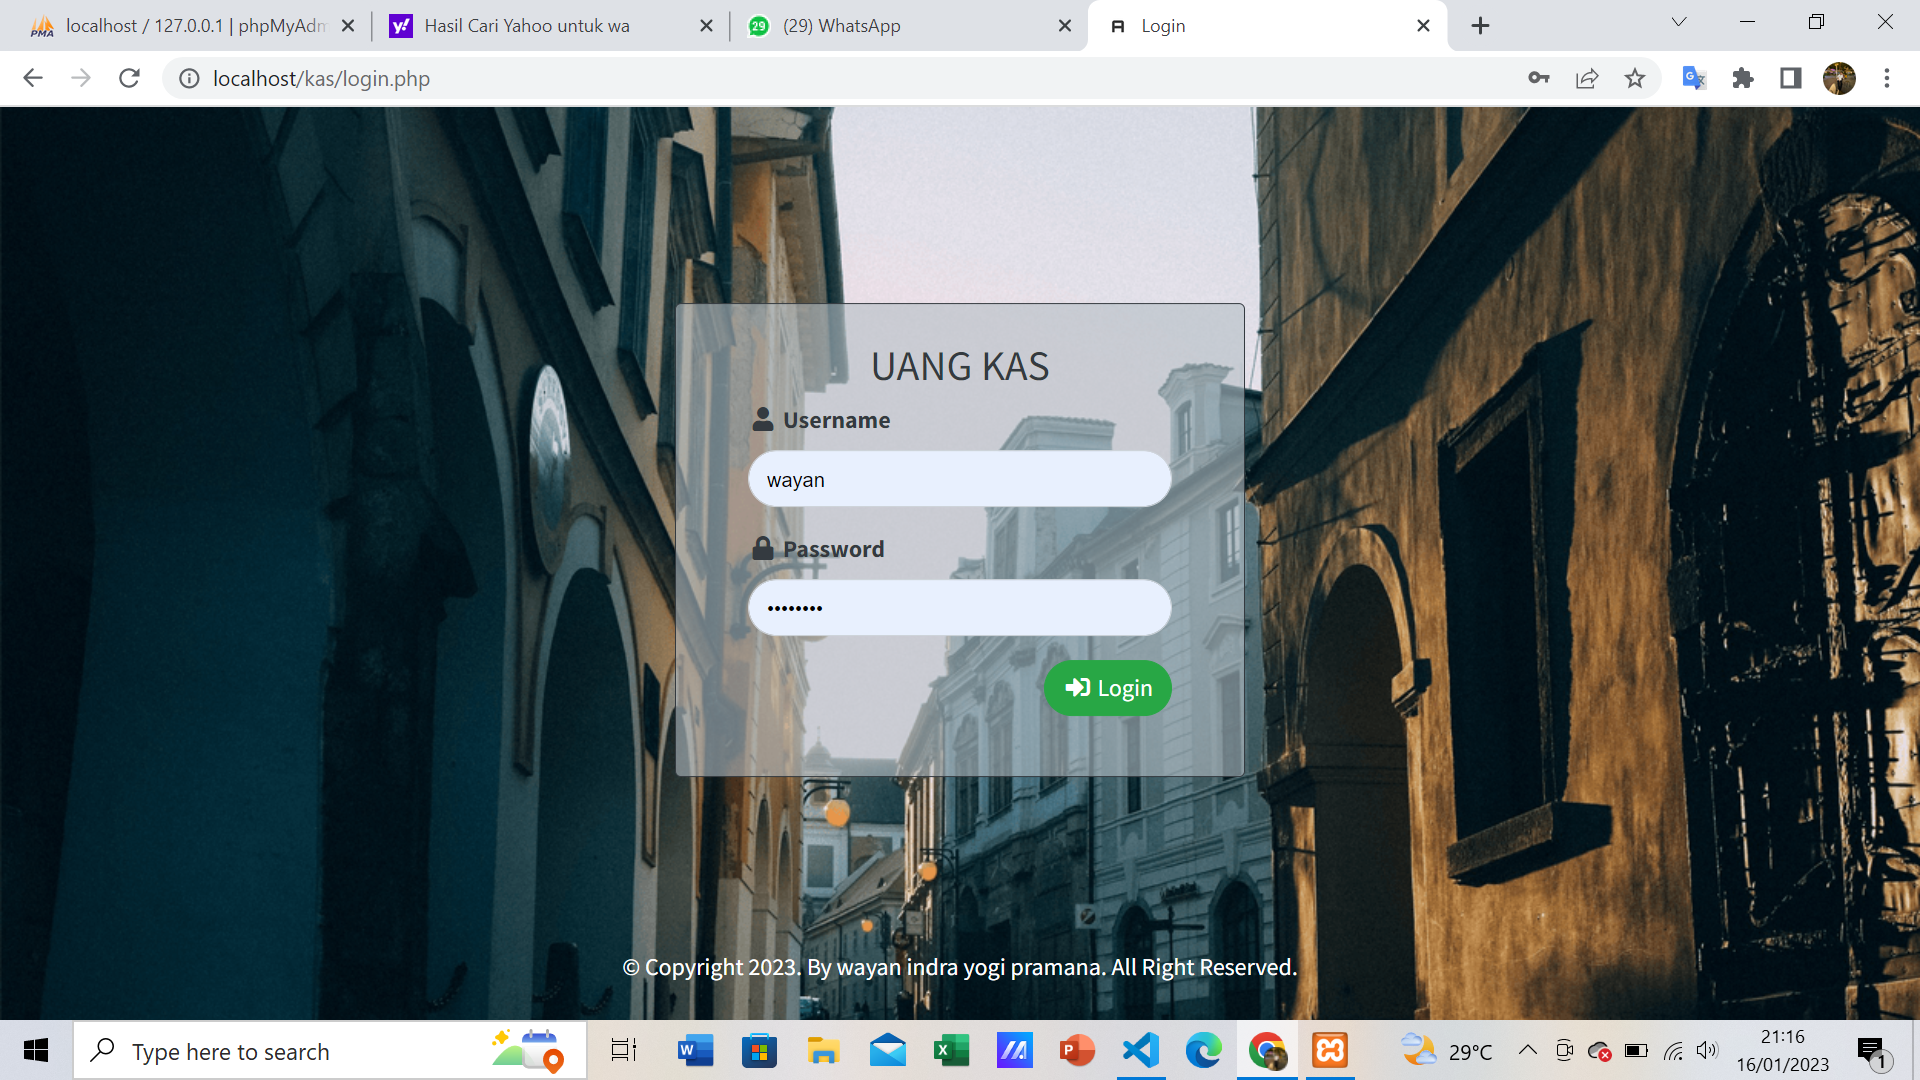 localhost / 127.0.0.1 | phpMyAdm
Hasil Cari Yahoo untuk wa
29
(29) WhatsApp
Login
localhost/kas/login.php
UANG KAS
Username
wayan
Password
••••••••
Login
© Copyright 2023. By wayan indra yogi pramana. All Right Reserved.
Type here to search
29°C
21:16
16/01/2023
1